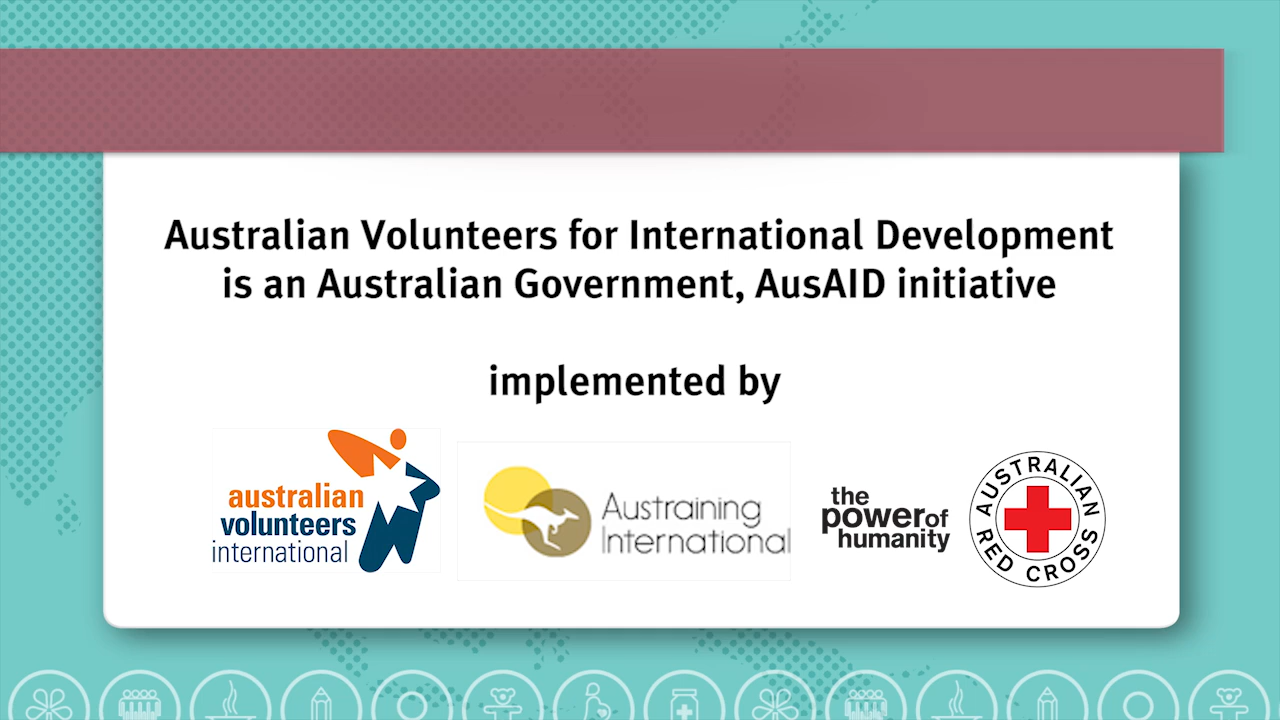 Australian Volunteers for International Development
is an Australian Government, AusAID initiative
implemented by
australian
volunteers
international
Austraining
International
the
power of
humanity
AUSTRALIAN
RED CROSS